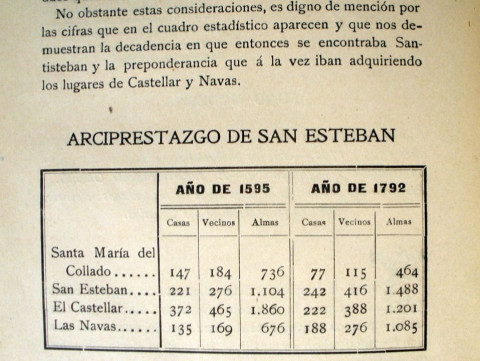 No obstante estas consideraciones, es digno de mención por
las cifras que en el cuadro estadístico aparecen y que nos de-
muestran la decadencia en que entonces se encontraba San-
tisteban y la preponderancia que á la vez iban adquiriendo
los lugares de Castellar y Navas.
ARCIPRESTAZGO DE SAN ESTEBAN
AÑO DE 1595 AÑO DE 1792
Casas Vecinos Almas Casas Vecinos Almas
Santa María del
Collado...... 147 184 736 77 115 464
San Esteban.... 221 276 1.104 242 416 1.488
El Castellar..... 372 465 1.860 222 388 1.201
Las Navas...... 135 169 676 188 276 1.085